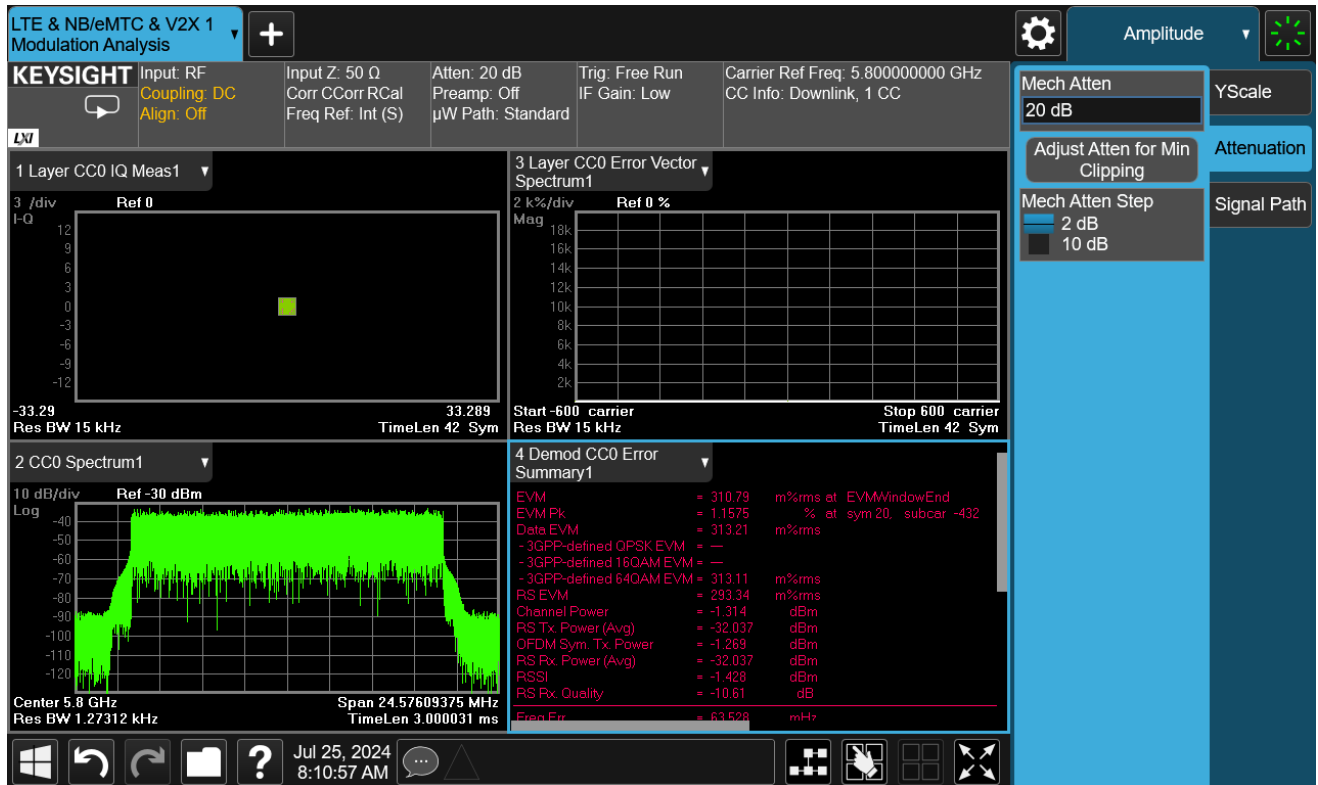 LTE & NB/eMTC & V2X 1
Modulation Analysis
Amplitude
KEYSIGHT
LXI
Input: RF
Coupling: DC
Align: Off
Input Z: 50 Ω
Corr CCorr RCal
Freq Ref: Int (S)
Atten: 20 dB
Preamp: Off
µW Path: Standard
Trig: Free Run
IF Gain: Low
Carrier Ref Freq: 5.800000000 GHz
CC Info: Downlink, 1 CC
Mech Atten
20 dB
Adjust Atten for Min
Clipping
Mech Atten Step
2 dB
10 dB
YScale
Attenuation
Signal Path
1 Layer CC0 IQ Meas1
3 /div Ref 0
I-Q
12
9
6
3
0
-3
-6
-9
-12
-33.29 33.289
Res BW 15 kHz TimeLen 42 Sym
3 Layer CC0 Error Vector
Spectrum1
2 k%/div Ref 0 %
Mag
18k
16k
14k
12k
10k
8k
6k
4k
2k
Start -600 carrier Stop 600 carrier
Res BW 15 kHz TimeLen 42 Sym
2 CC0 Spectrum1
10 dB/div Ref -30 dBm
Log
-40
-50
-60
-70
-80
-90
-100
-110
-120
Center 5.8 GHz Span 24.57609375 MHz
Res BW 1.27312 kHz TimeLen 3.000031 ms
4 Demod CC0 Error
Summary1
EVM = 310.79 m%rms at EVMWindowEnd
EVM Pk = 1.1575 % at sym 20, subcar -432
Data EVM = 313.21 m%rms
- 3GPP-defined QPSK EVM = —
- 3GPP-defined 16QAM EVM = —
- 3GPP-defined 64QAM EVM = 313.11 m%rms
RS EVM = 293.34 m%rms
Channel Power = -1.314 dBm
RS Tx. Power (Avg) = -32.037 dBm
OFDM Sym. Tx. Power = -1.269 dBm
RS Rx. Power (Avg) = -32.037 dBm
RSSI = -1.428 dBm
RS Rx. Quality = -10.61 dB
Freq Err = 63.528 mHz
?
Jul 25, 2024
8:10:57 AM